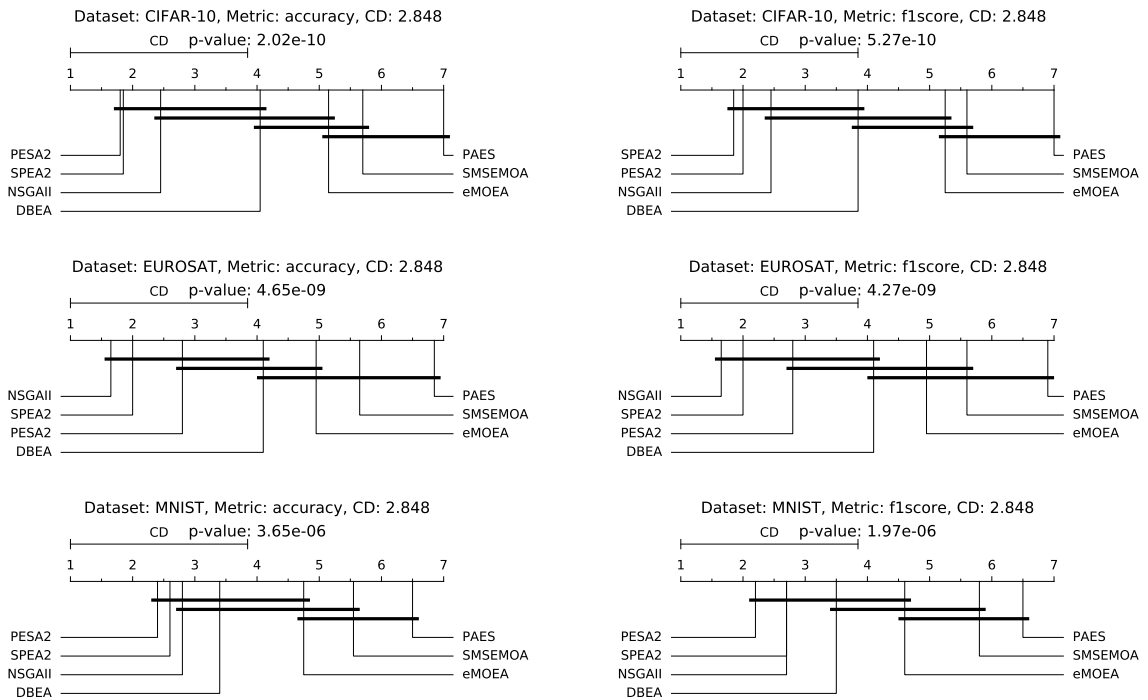 Dataset: CIFAR-10, Metric: accuracy, CD: 2.848
CD p-value: 2.02e-10
1 2 3 4 5 6 7
PESA2 PAES
SPEA2 SMSEMOA
NSGAII eMOEA
DBEA
Dataset: CIFAR-10, Metric: f1score, CD: 2.848
CD p-value: 5.27e-10
1 2 3 4 5 6 7
SPEA2 PAES
PESA2 SMSEMOA
NSGAII eMOEA
DBEA
Dataset: EUROSAT, Metric: accuracy, CD: 2.848
CD p-value: 4.65e-09
1 2 3 4 5 6 7
NSGAII PAES
SPEA2 SMSEMOA
PESA2 eMOEA
DBEA
Dataset: EUROSAT, Metric: f1score, CD: 2.848
CD p-value: 4.27e-09
1 2 3 4 5 6 7
NSGAII PAES
SPEA2 SMSEMOA
PESA2 eMOEA
DBEA
Dataset: MNIST, Metric: accuracy, CD: 2.848
CD p-value: 3.65e-06
1 2 3 4 5 6 7
PESA2 PAES
SPEA2 SMSEMOA
NSGAII eMOEA
DBEA
Dataset: MNIST, Metric: f1score, CD: 2.848
CD p-value: 1.97e-06
1 2 3 4 5 6 7
PESA2 PAES
SPEA2 SMSEMOA
NSGAII eMOEA
DBEA